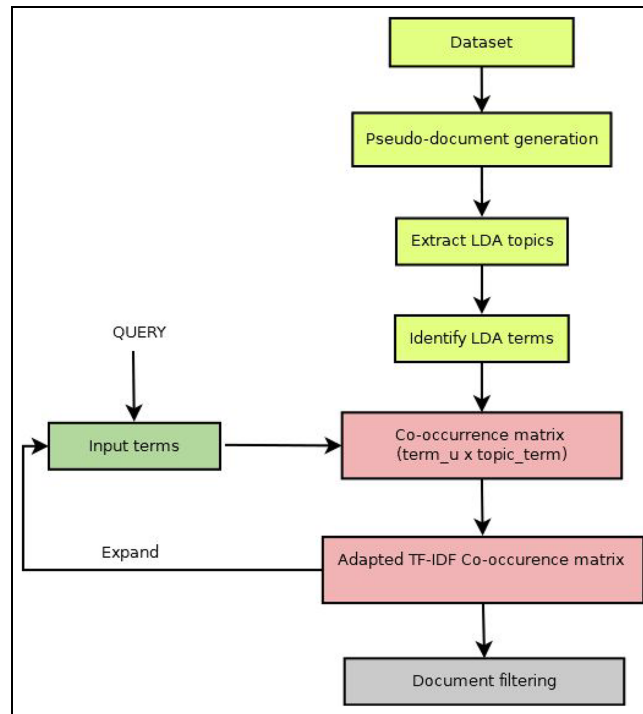 Dataset
Pseudo-document generation
Extract LDA topics
Identify LDA terms
QUERY
Input terms
Co-occurrence matrix
(term_u x topic_term)
Expand
Adapted TF-IDF Co-occurence matrix
Document filtering